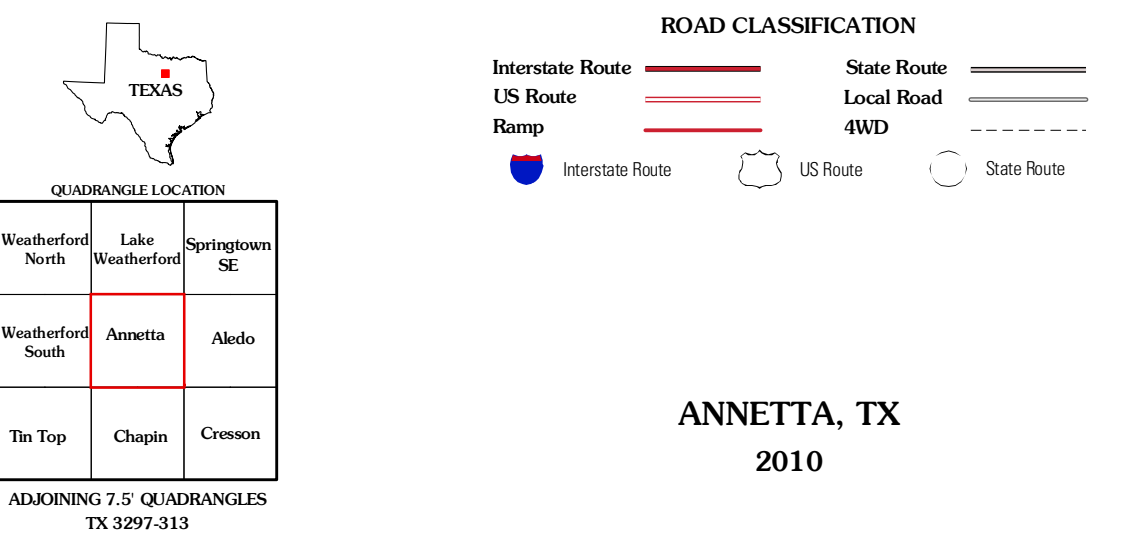 TEXAS
QUADRANGLE LOCATION
Weatherford
North
Lake
Weatherford
Springtown
SE
Weatherford
South
Annetta
Aledo
Tin Top
Chapin
Cresson
ADJOINING 7.5' QUADRANGLES
TX 3297-313
ROAD CLASSIFICATION
Interstate Route
State Route
US Route
Local Road
Ramp
4WD
Interstate Route
US Route
State Route
ANNETTA, TX
2010